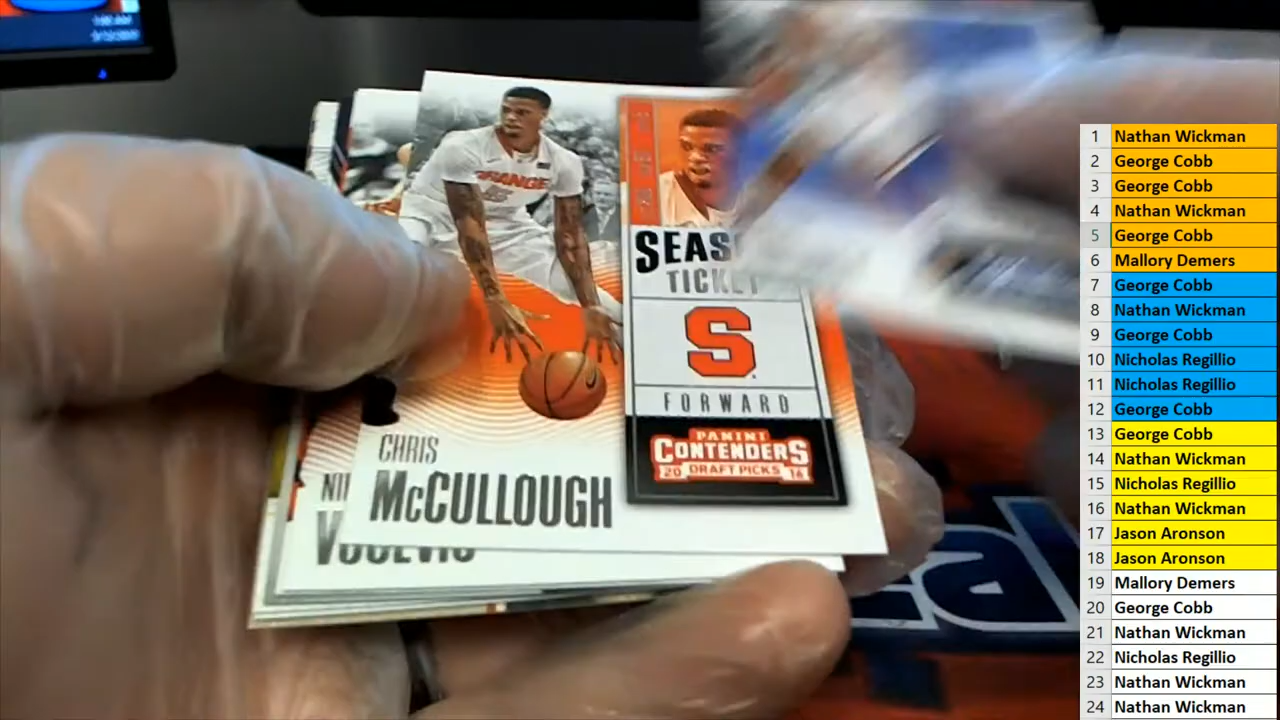 ORANGE
SEAS
TICKET
S
FORWARD
PANINI
CONTENDERS
20 DRAFT PICKS 16
CHRIS
McCULLOUGH
1 Nathan Wickman
2 George Cobb
3 George Cobb
4 Nathan Wickman
5 George Cobb
6 Mallory Demers
7 George Cobb
8 Nathan Wickman
9 George Cobb
10 Nicholas Regillio
11 Nicholas Regillio
12 George Cobb
13 George Cobb
14 Nathan Wickman
15 Nicholas Regillio
16 Nathan Wickman
17 Jason Aronson
18 Jason Aronson
19 Mallory Demers
20 George Cobb
21 Nathan Wickman
22 Nicholas Regillio
23 Nathan Wickman
24 Nathan Wickman